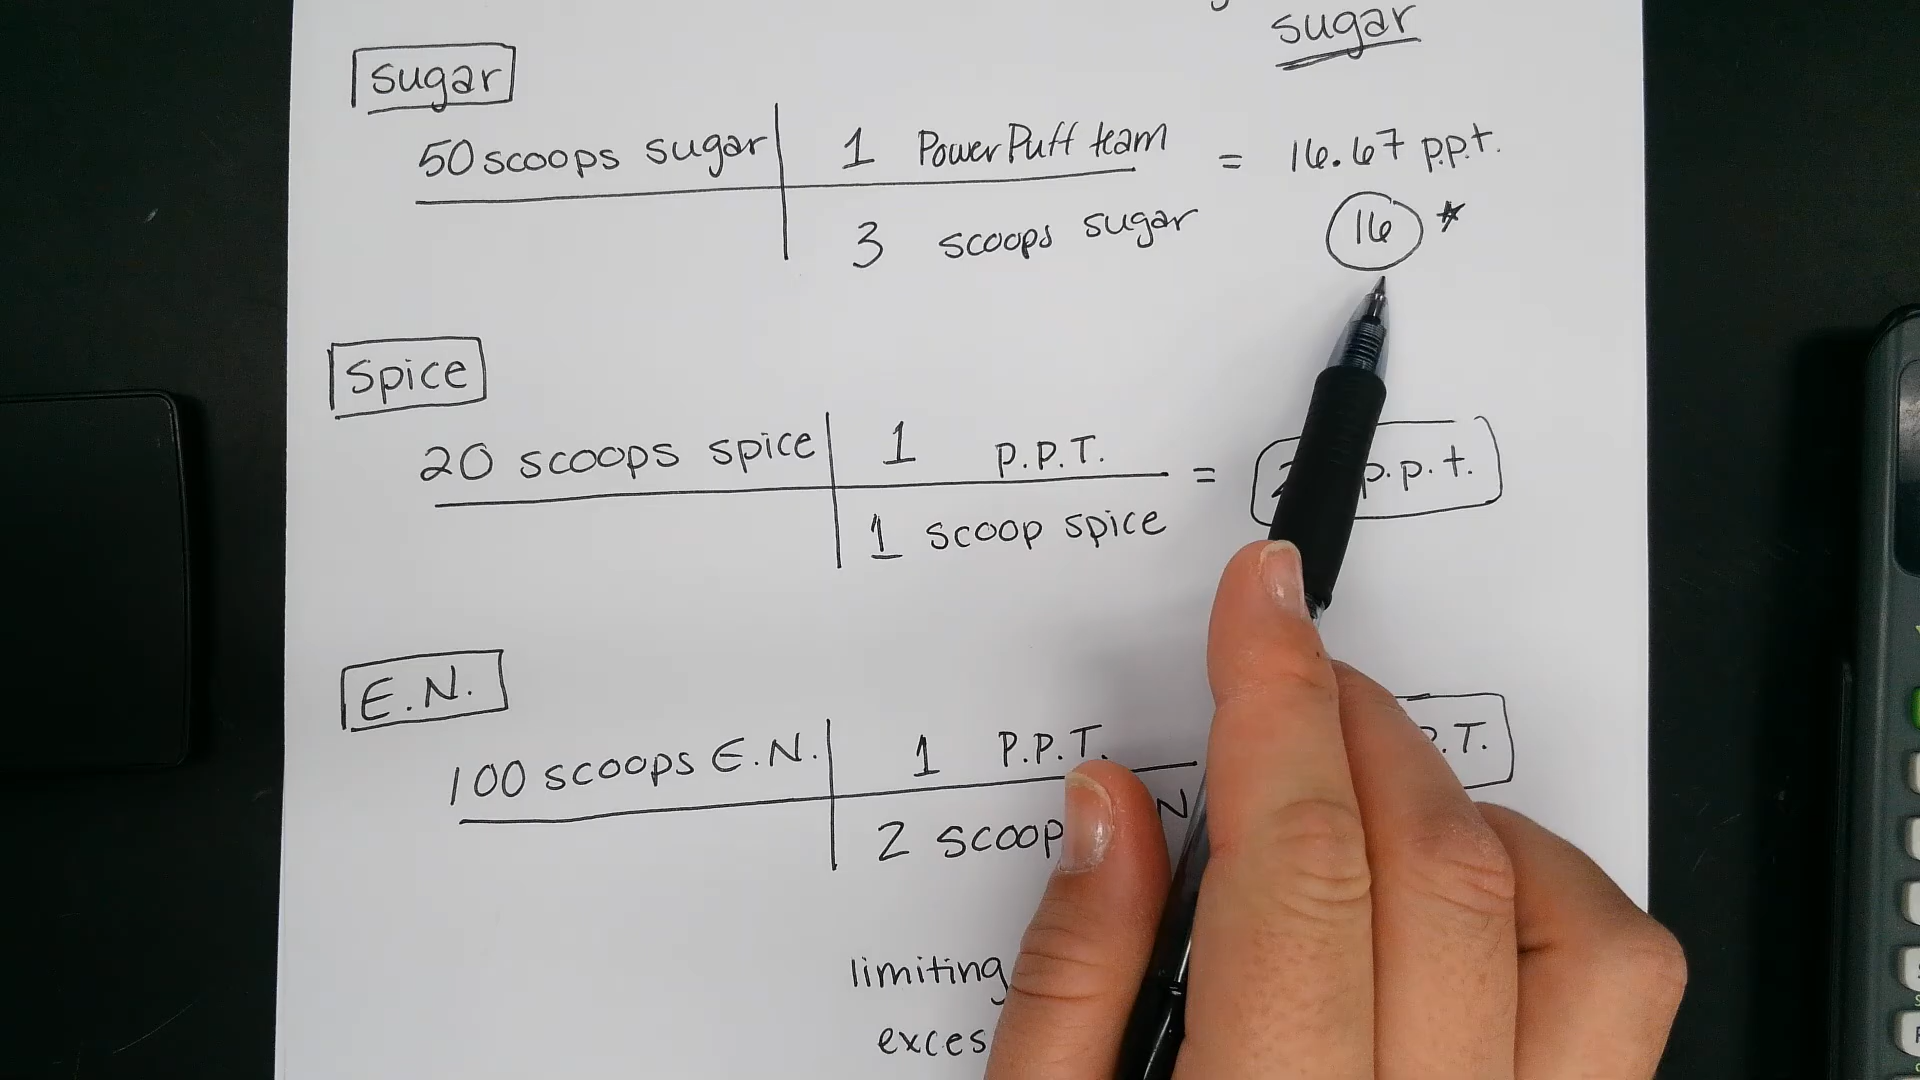 sugar
sugar
50 scoops sugar 1 PowerPuff team = 16.67 p.p.t.
3 scoops sugar 16 *
Spice
20 scoops spice 1 P.P.T. = p.p.t.
1 scoop spice
E.N.
100 scoops E.N. 1 P.P.T. .T.
2 scoop N
limiting
exces